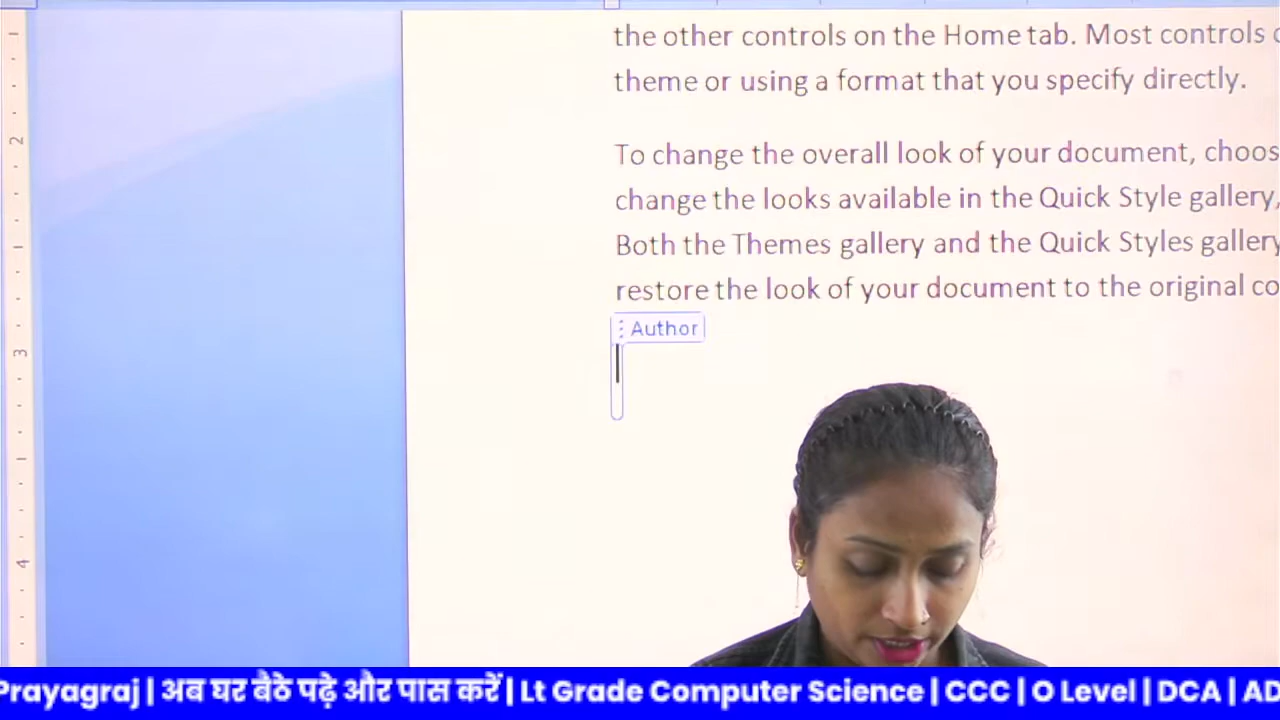 the other controls on the Home tab. Most controls
theme or using a format that you specify directly.
To change the overall look of your document, choos
change the looks available in the Quick Style gallery,
Both the Themes gallery and the Quick Styles gallery
restore the look of your document to the original co
Author
2
3
4
Prayagraj | अब घर बैठे पढ़े और पास करें | Lt Grade Computer Science | CCC | O Level | DCA | AD